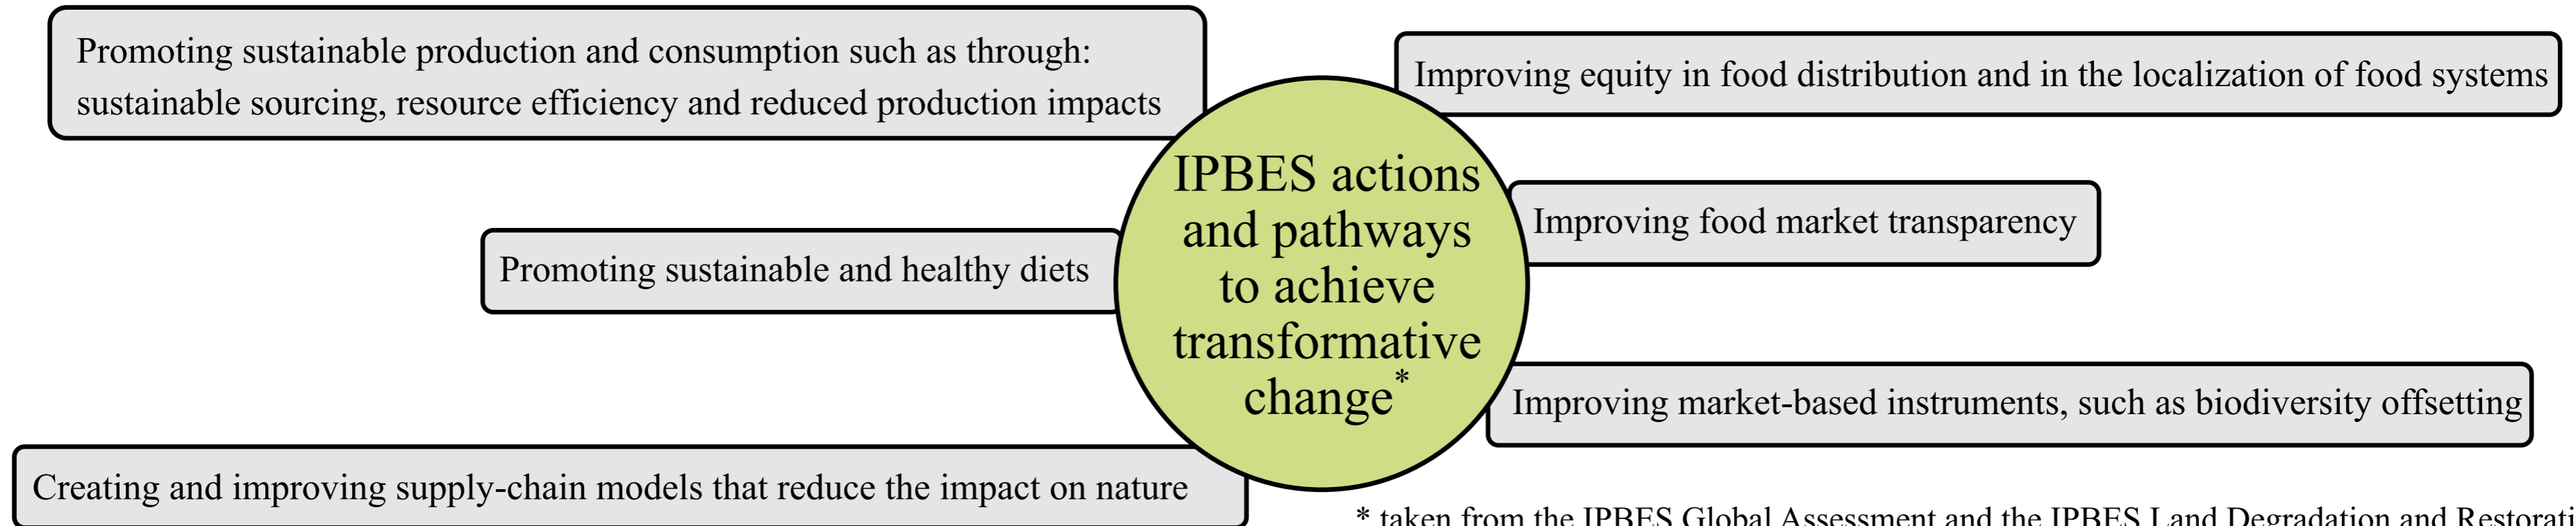 Promoting sustainable production and consumption such as through:
sustainable sourcing, resource efficiency and reduced production impacts
Promoting sustainable and healthy diets
Creating and improving supply-chain models that reduce the impact on nature
IPBES actions
and pathways
to achieve
transformative
change*
Improving equity in food distribution and in the localization of food systems
Improving food market transparency
Improving market-based instruments, such as biodiversity offsetting
* taken from the IPBES Global Assessment and the IPBES Land Degradation and